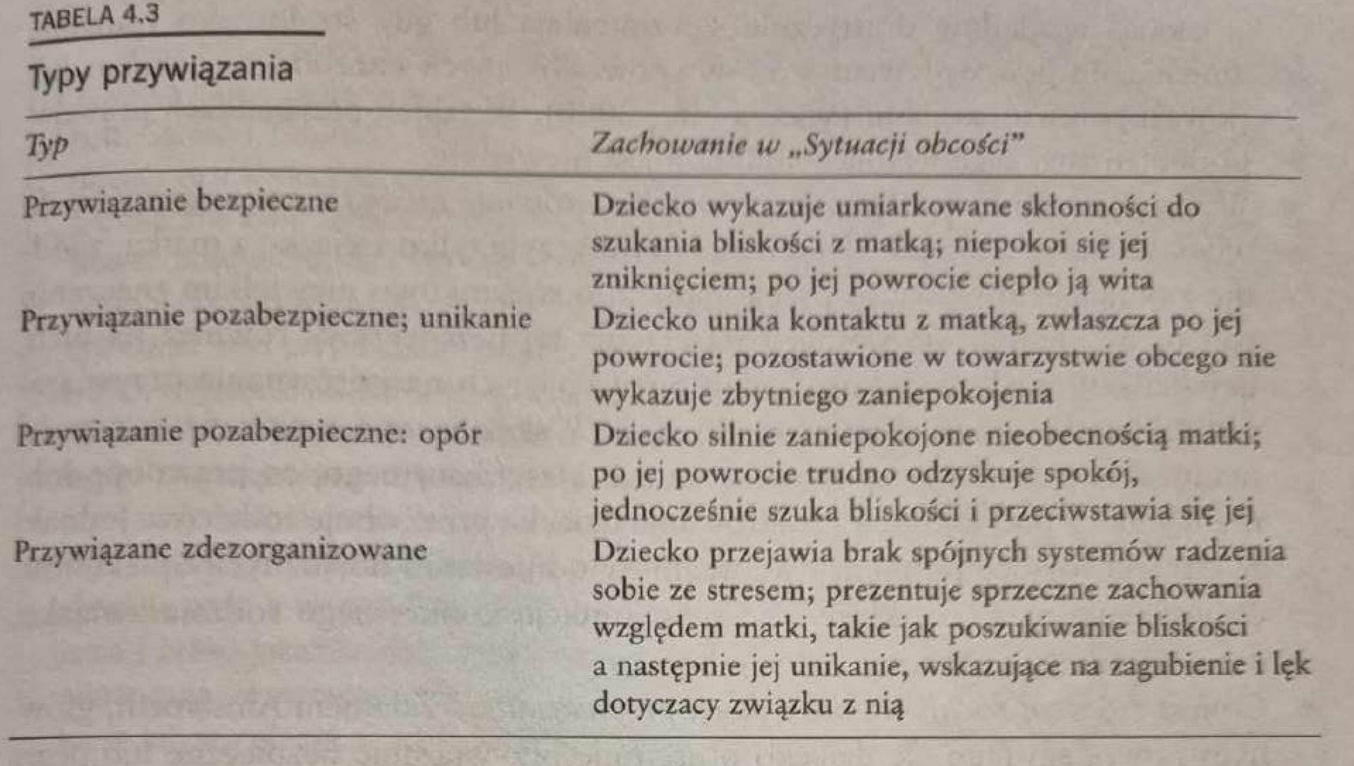 TABELA 4.3
Typy przywiązania
Typ Zachowanie w „Sytuacji obcości”
Przywiązanie bezpieczne Dziecko wykazuje umiarkowane skłonności do
szukania bliskości z matką; niepokoi się jej
zniknięciem; po jej powrocie ciepło ją wita
Przywiązanie pozabezpieczne; unikanie Dziecko unika kontaktu z matką, zwłaszcza po jej
powrocie; pozostawione w towarzystwie obcego nie
wykazuje zbytniego zaniepokojenia
Przywiązanie pozabezpieczne: opór Dziecko silnie zaniepokojone nieobecnością matki;
po jej powrocie trudno odzyskuje spokój,
jednocześnie szuka bliskości i przeciwstawia się jej
Przywiązane zdezorganizowane Dziecko przejawia brak spójnych systemów radzenia
sobie ze stresem; prezentuje sprzeczne zachowania
względem matki, takie jak poszukiwanie bliskości
a następnie jej unikanie, wskazujące na zagubienie i lęk
dotyczacy związku z nią